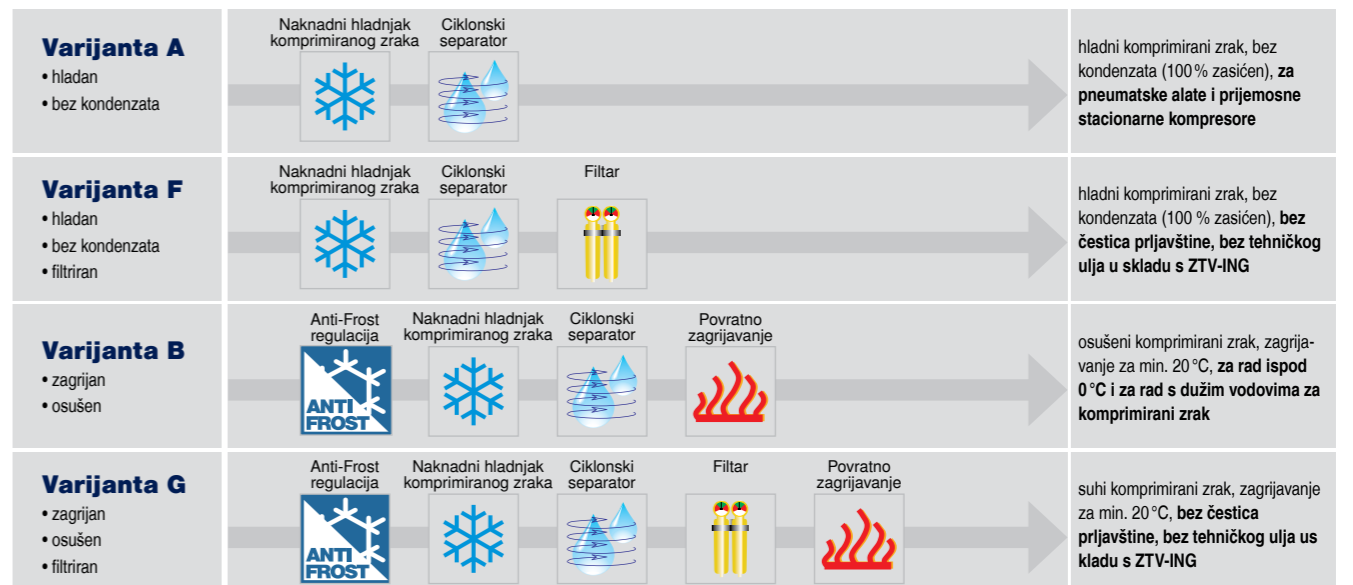 Varijanta A
• hladan
• bez kondenzata
Naknadni hladnjak
komprimiranog zraka
Ciklonski
separator
hladni komprimirani zrak, bez
kondenzata (100 % zasićen), za
pneumatske alate i prijemosne
stacionarne kompresore
Varijanta F
• hladan
• bez kondenzata
• filtriran
Naknadni hladnjak
komprimiranog zraka
Ciklonski
separator
Filtar
hladni komprimirani zrak, bez
kondenzata (100 % zasićen), bez
čestica prljavštine, bez tehničkog
ulja u skladu s ZTV-ING
Varijanta B
• zagrijan
• osušen
Anti-Frost
regulacija
ANTI
FROST
Naknadni hladnjak
komprimiranog zraka
Ciklonski
separator
Povratno
zagrijavanje
osušeni komprimirani zrak, zagrija-
vanje za min. 20 °C, za rad ispod
0 °C i za rad s dužim vodovima za
komprimirani zrak
Varijanta G
• zagrijan
• osušen
• filtriran
Anti-Frost
regulacija
ANTI
FROST
Naknadni hladnjak
komprimiranog zraka
Ciklonski
separator
Filtar
Povratno
zagrijavanje
suhi komprimirani zrak, zagrijavanje
za min. 20 °C, bez čestica
prljavštine, bez tehničkog ulja us
kladu s ZTV-ING